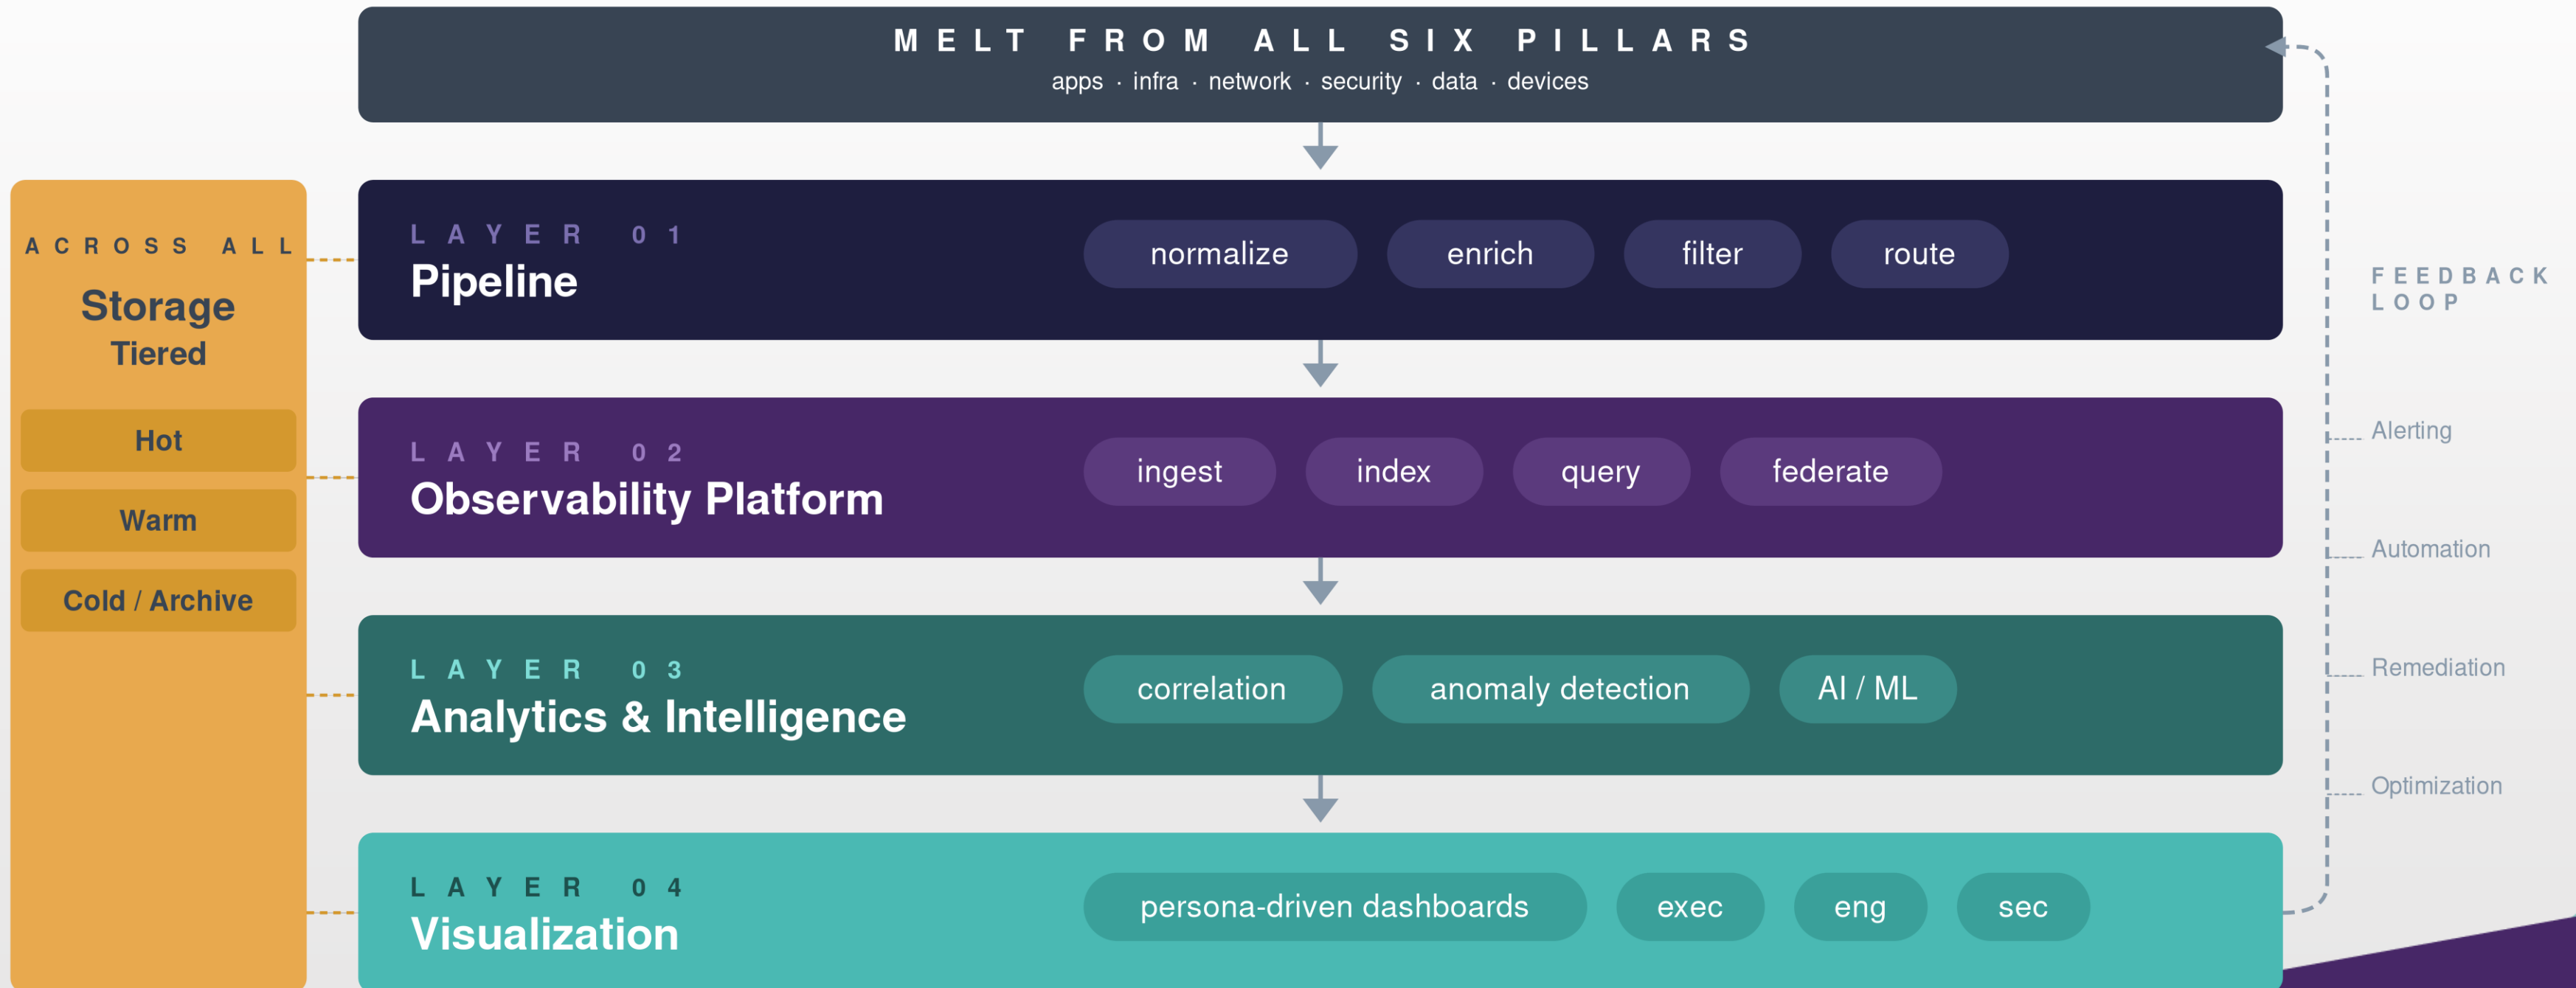 MELT FROM ALL SIX PILLARS
apps · infra · network · security · data · devices
ACROSS ALL
Storage
Tiered
Hot
Warm
Cold / Archive
LAYER 01
Pipeline
normalize enrich filter route
LAYER 02
Observability Platform
ingest index query federate
LAYER 03
Analytics & Intelligence
correlation anomaly detection AI / ML
LAYER 04
Visualization
persona-driven dashboards exec eng sec
FEEDBACK
LOOP
Alerting
Automation
Remediation
Optimization